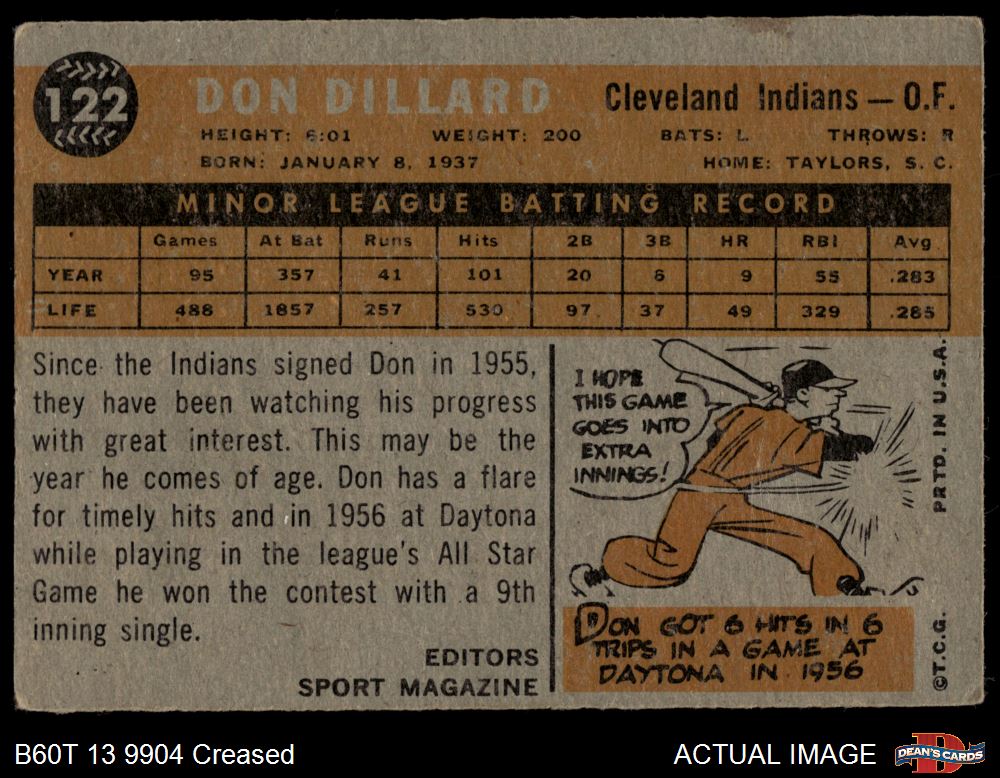 122
DON DILLARD
Cleveland Indians — O.F.
HEIGHT: 6:01 WEIGHT: 200 BATS: L THROWS: R
BORN: JANUARY 8, 1937 HOME: TAYLORS, S. C.
MINOR LEAGUE BATTING RECORD
Games At Bat Runs Hits 2B 3B HR RBI Avg
YEAR 95 357 41 101 20 6 9 55 .283
LIFE 488 1857 257 530 97 37 49 329 .285
Since the Indians signed Don in 1955,
they have been watching his progress
with great interest. This may be the
year he comes of age. Don has a flare
for timely hits and in 1956 at Daytona
while playing in the league's All Star
Game he won the contest with a 9th
inning single.
EDITORS
SPORT MAGAZINE
I HOPE
THIS GAME
GOES INTO
EXTRA
INNINGS!
DON GOT 6 HITS IN 6
TRIPS IN A GAME AT
DAYTONA IN 1956
©T.C.G. PRTD. IN U.S.A.
B60T 13 9904 Creased
ACTUAL IMAGE
DEAN'S CARDS